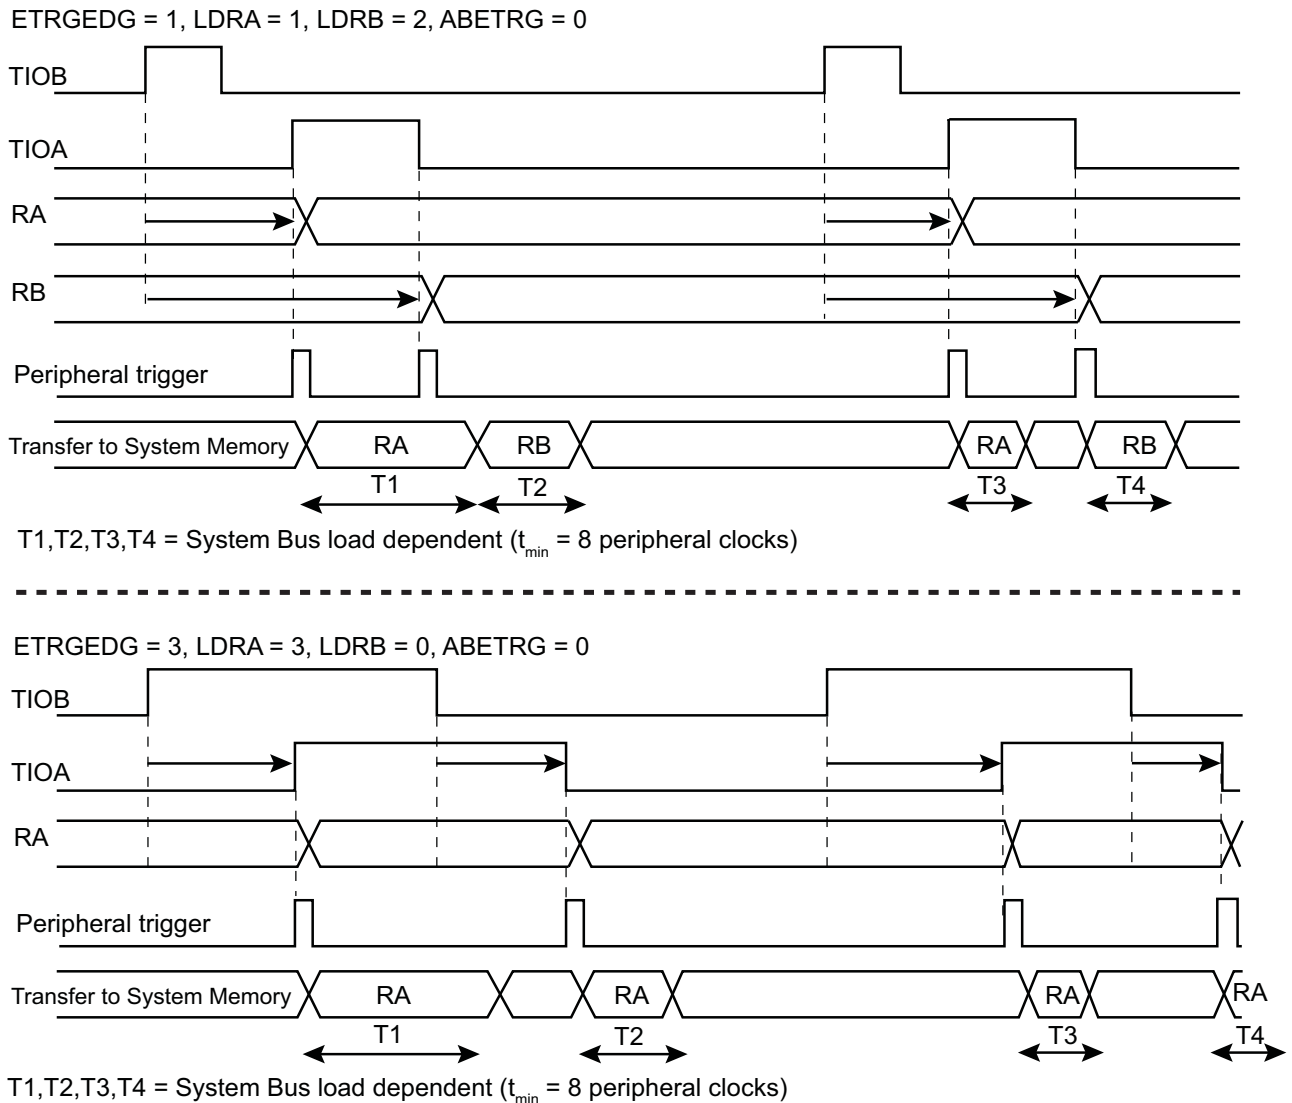 ETRGEDG = 1, LDRA = 1, LDRB = 2, ABETRG = 0
TIOB
TIOA
RA
RB
Peripheral trigger
Transfer to System Memory RA RB RA RB
T1 T2 T3 T4
T1,T2,T3,T4 = System Bus load dependent (tmin = 8 peripheral clocks)
ETRGEDG = 3, LDRA = 3, LDRB = 0, ABETRG = 0
TIOB
TIOA
RA
Peripheral trigger
Transfer to System Memory RA RA RA RA
T1 T2 T3 T4
T1,T2,T3,T4 = System Bus load dependent (tmin = 8 peripheral clocks)